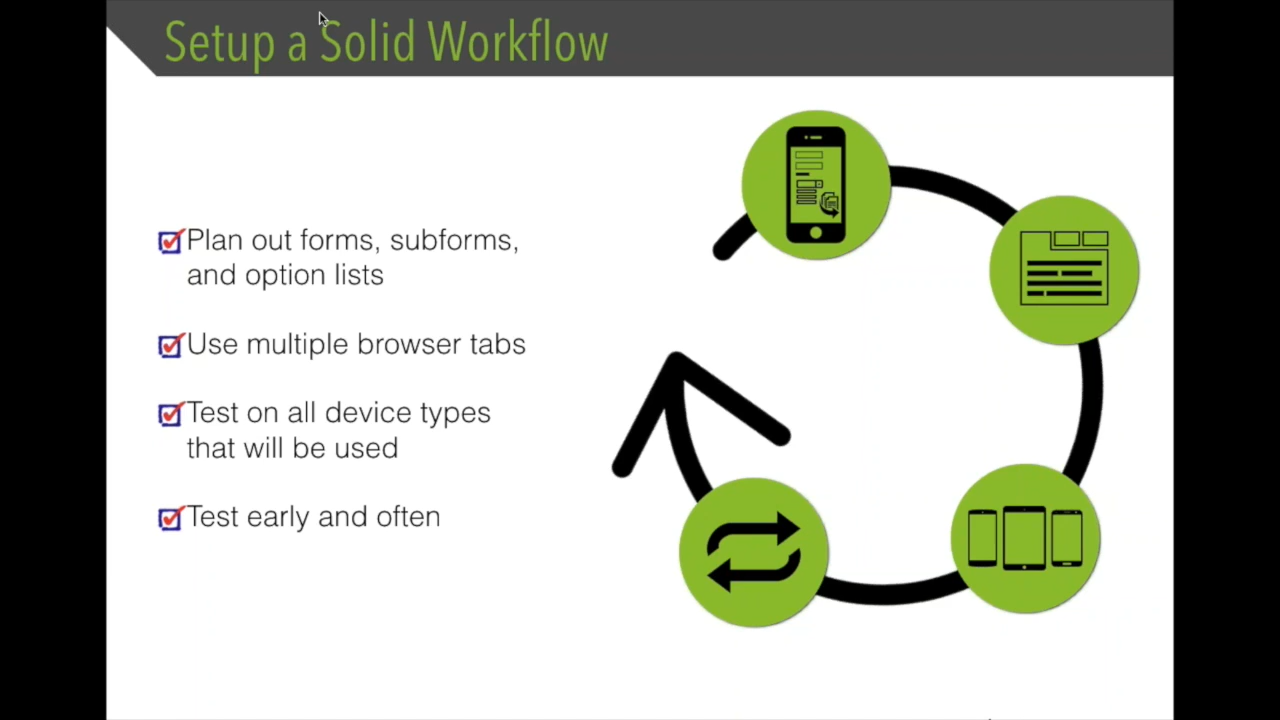 Setup a Solid Workflow
Plan out forms, subforms,
and option lists
Use multiple browser tabs
Test on all device types
that will be used
Test early and often